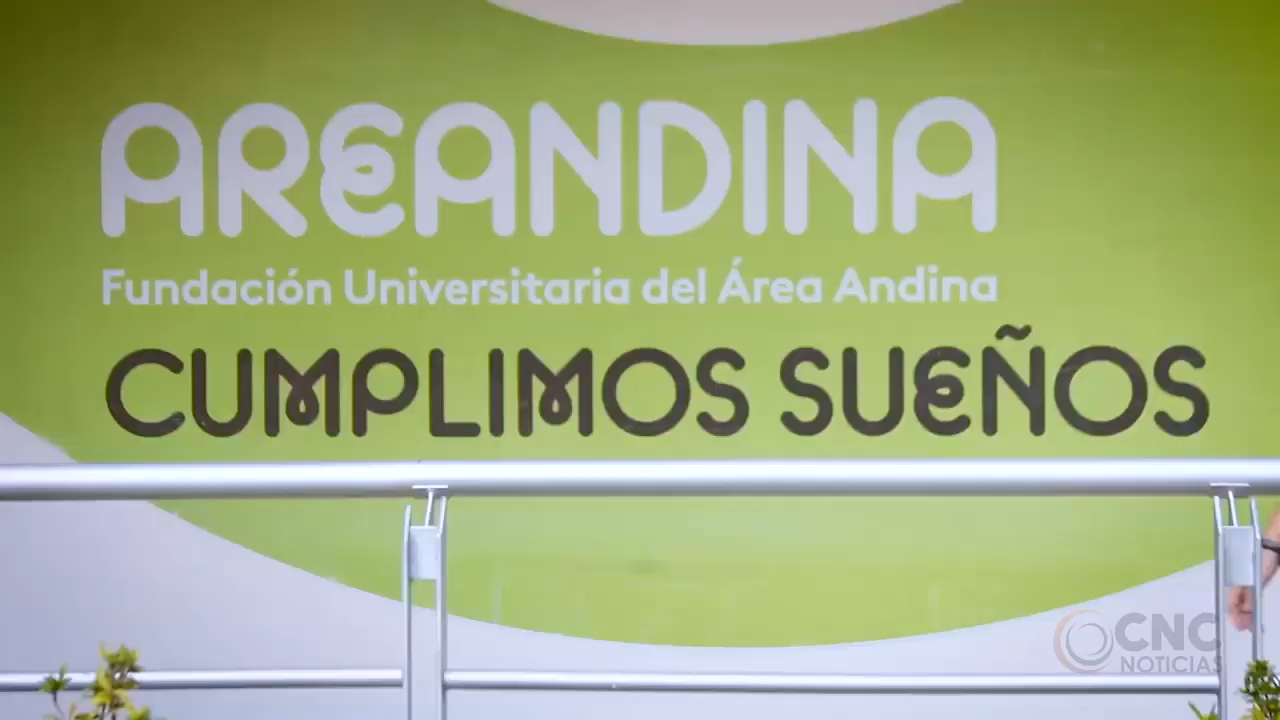 AREANDINA
Fundación Universitaria del Área Andina
CUMPLIMOS SUEÑOS
CNC
NOTICIAS